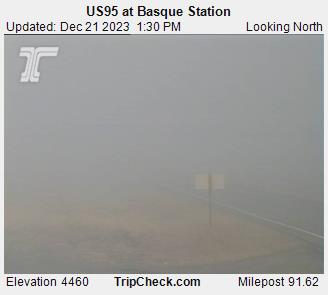 US95 at Basque Station
Updated: Dec 21 2023 1:30 PM Looking North
Elevation 4460 TripCheck.com Milepost 91.62